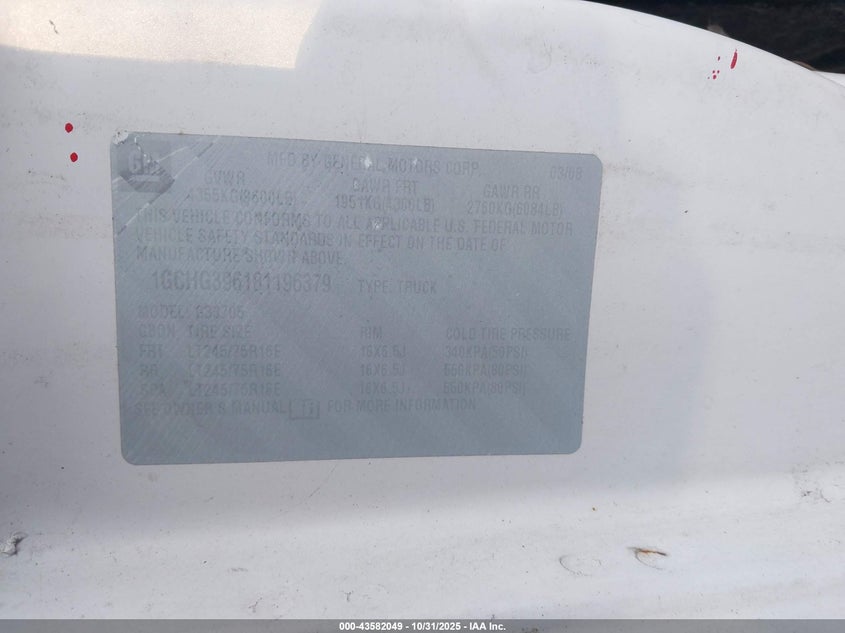 GM
MFD BY GENERAL MOTORS CORP. 03/08
GVWR GAWR FRT GAWR RR
1951KG(4300LB) 2760KG(6084LB)
THIS VEHICLE CONFORMS TO ALL APPLICABLE U.S. FEDERAL MOTOR
VEHICLE SAFETY STANDARDS IN EFFECT ON THE DATE OF
MANUFACTURE SHOWN ABOVE.
TYPE: TRUCK
MODEL:
TIRE SIZE RIM COLD TIRE PRESSURE
FRT LT245/75R16E 16X6.5J 340KPA(50PSI)
RR LT245/75R16E 16X6.5J 550KPA(80PSI)
SPA LT245/75R16E 16X6.5J 550KPA(80PSI)
SEE OWNER'S MANUAL FOR MORE INFORMATION
000-43582049 - 10/31/2025 - IAA Inc.